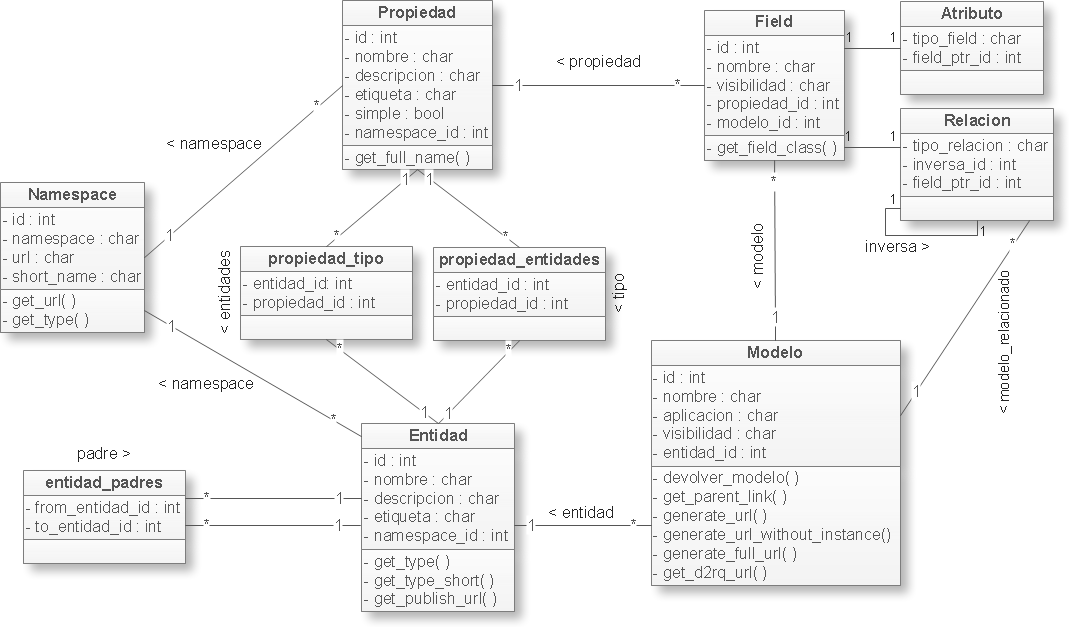 Propiedad
- id : int
- nombre : char
- descripcion : char
- etiqueta : char
- simple : bool
- namespace_id : int
- get_full_name( )
1
< propiedad
*
Field
- id : int
- nombre : char
- visibilidad : char
- propiedad_id : int
- modelo_id : int
- get_field_class( )
1
1
Atributo
- tipo_field : char
- field_ptr_id : int
1
1
Relacion
- tipo_relacion : char
- inversa_id : int
- field_ptr_id : int
1
1
inversa >
*
< namespace
*
1
Namespace
- id : int
- namespace : char
- url : char
- short_name : char
- get_url( )
- get_type( )
1
< namespace
*
1
1
*
*
< entidades
propiedad_tipo
- entidad_id: int
- propiedad_id : int
propiedad_entidades
- entidad_id : int
- propiedad_id : int
< tipo
*
*
1
1
*
< modelo
1
< modelo_relacionado
1
Modelo
- id : int
- nombre : char
- aplicacion : char
- visibilidad : char
- entidad_id : int
- devolver_modelo( )
- get_parent_link( )
- generate_url( )
- generate_url_without_instance()
- generate_full_url( )
- get_d2rq_url( )
Entidad
- id : int
- nombre : char
- descripcion : char
- etiqueta : char
- namespace_id : int
- get_type( )
- get_type_short( )
- get_publish_url( )
1
< entidad
*
padre >
entidad_padres
- from_entidad_id : int
- to_entidad_id : int
*
1
*
1